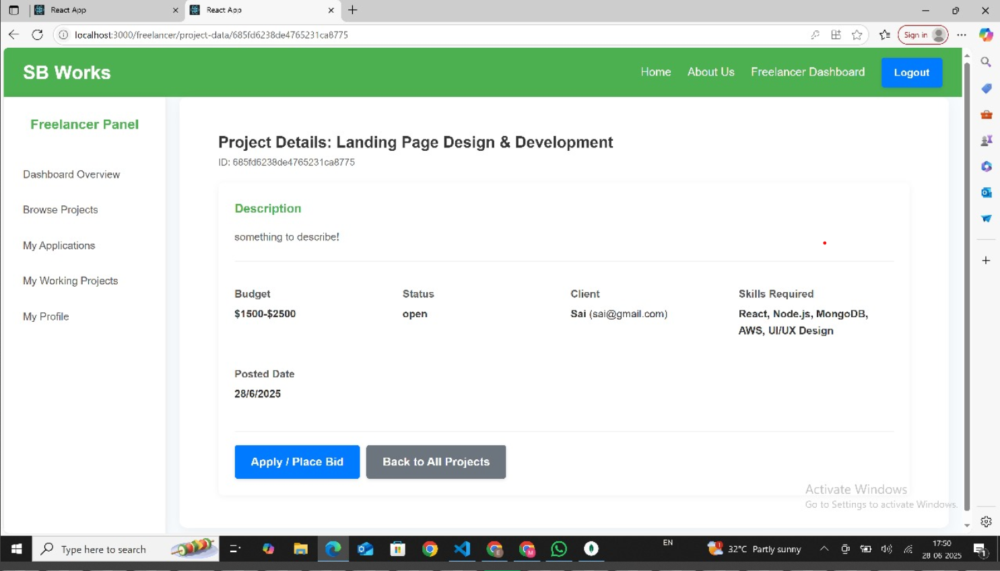 React App
React App
localhost:3000/freelancer/project-data/685fd6238de4765231ca8775
Sign in
SB Works
Home
About Us
Freelancer Dashboard
Logout
Freelancer Panel
Dashboard Overview
Browse Projects
My Applications
My Working Projects
My Profile
Project Details: Landing Page Design & Development
ID: 685fd6238de4765231ca8775
Description
something to describe!
Budget
$1500-$2500
Status
open
Client
Sai (sai@gmail.com)
Skills Required
React, Node.js, MongoDB,
AWS, UI/UX Design
Posted Date
28/6/2025
Apply / Place Bid
Back to All Projects
Activate Windows
Go to Settings to activate Windows.
Type here to search
EN
32°C Partly sunny
17:50
28-06-2025